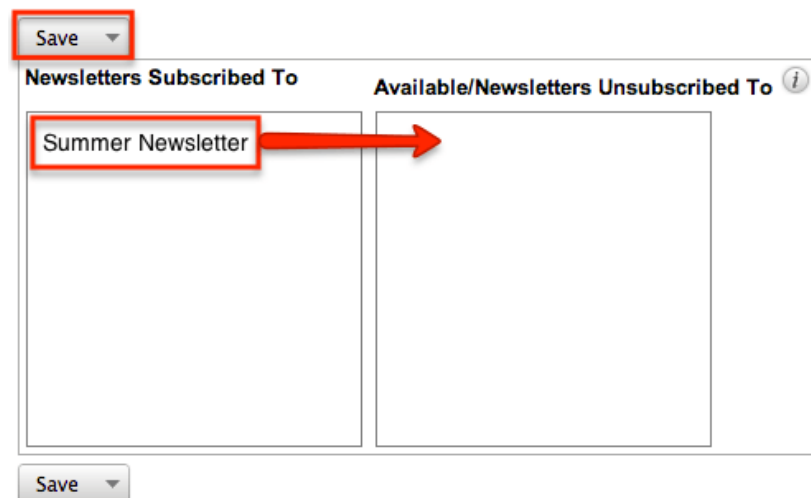 Save
Newsletters Subscribed To
Available/Newsletters Unsubscribed To i
Summer Newsletter
Save